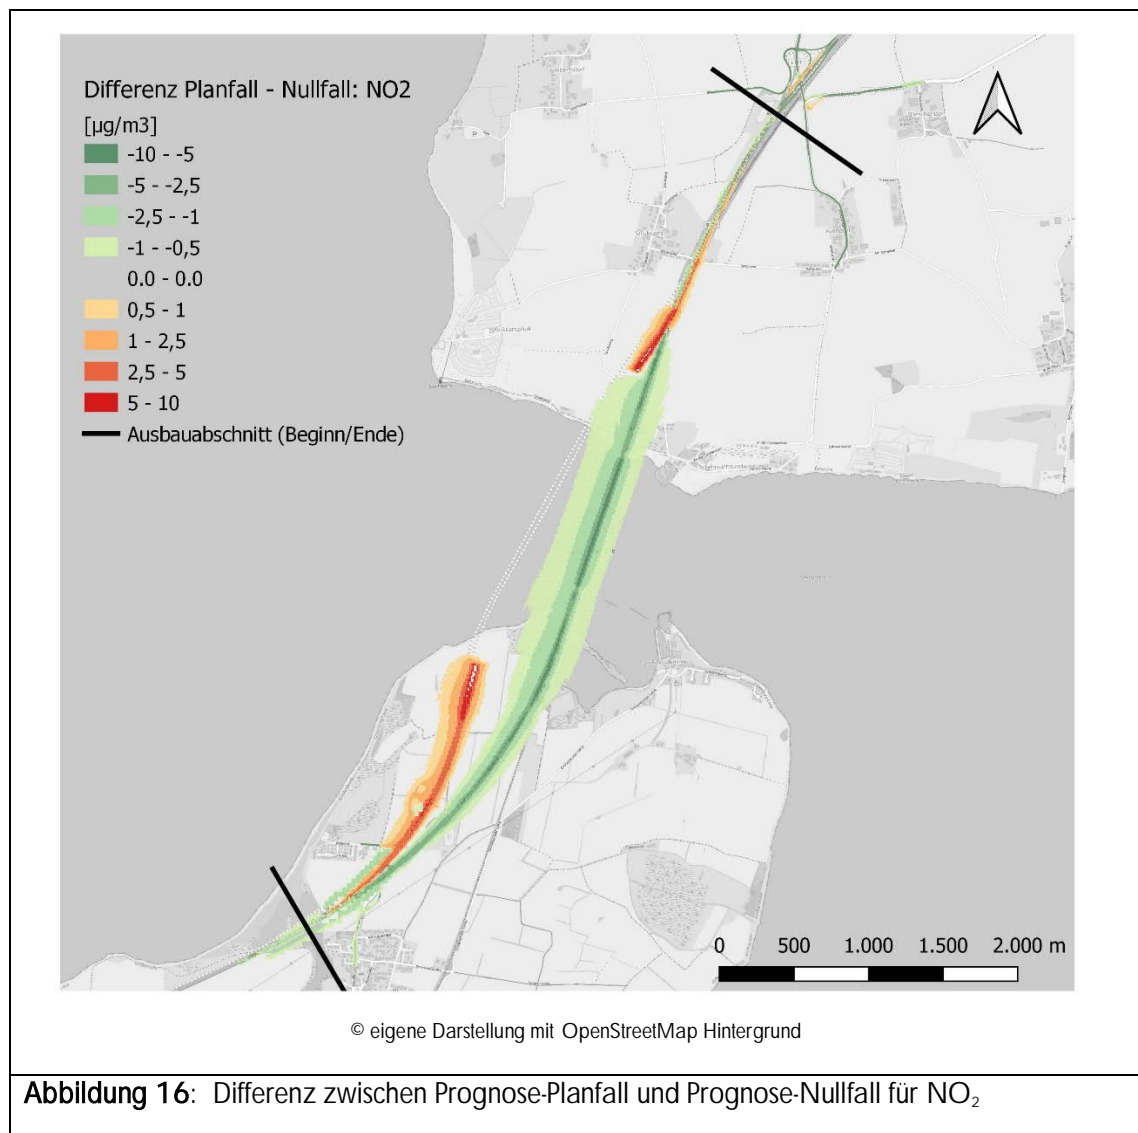 Differenz Planfall - Nullfall: NO2
[µg/m3]
-10 - -5
-5 - -2,5
-2,5 - -1
-1 - -0,5
0.0 - 0.0
0,5 - 1
1 - 2,5
2,5 - 5
5 - 10
Ausbauabschnitt (Beginn/Ende)
0 500 1.000 1.500 2.000 m
© eigene Darstellung mit OpenStreetMap Hintergrund
Abbildung 16: Differenz zwischen Prognose-Planfall und Prognose-Nullfall für NO₂